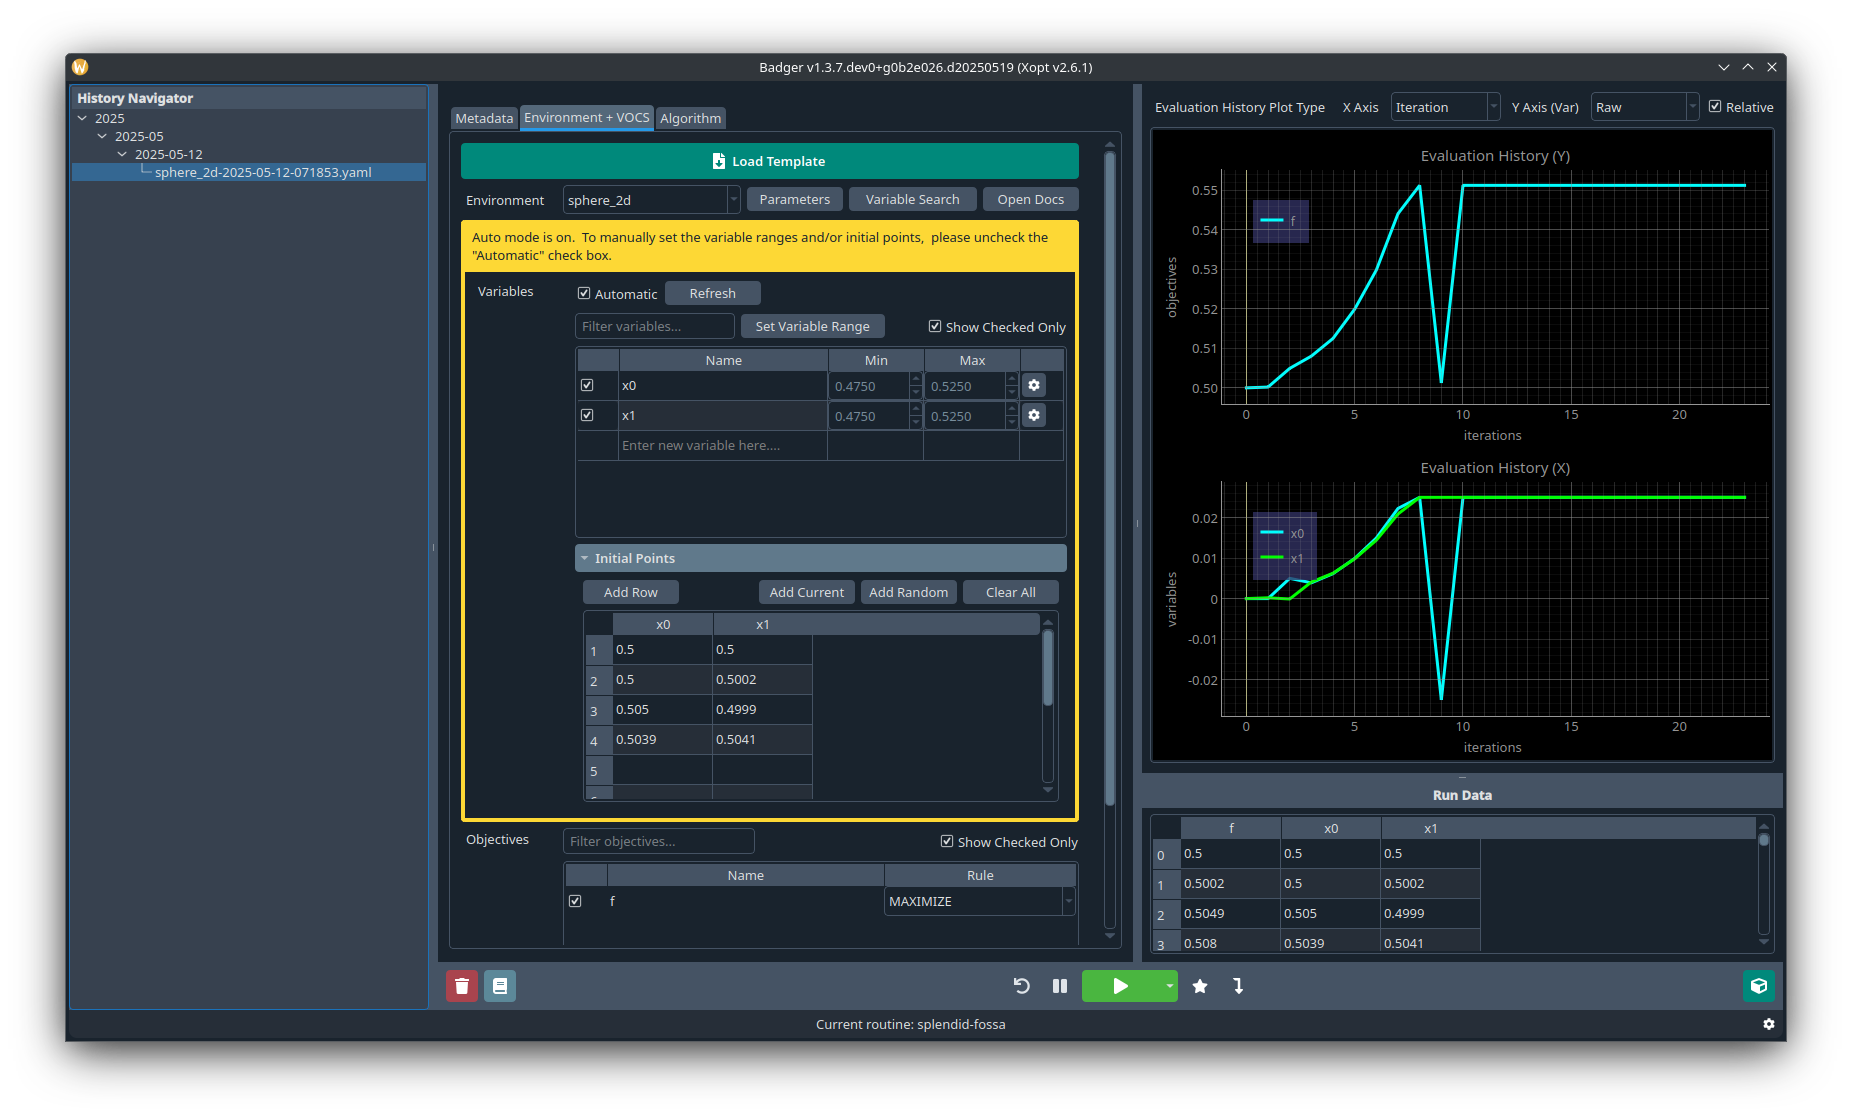 Badger v1.3.7.dev0+g0b2e026.d20250519 (Xopt v2.6.1)
History Navigator
2025
2025-05
2025-05-12
sphere_2d-2025-05-12-071853.yaml
Metadata Environment + VOCS Algorithm
Load Template
Environment sphere_2d Parameters Variable Search Open Docs
Auto mode is on.  To manually set the variable ranges and/or initial points,  please uncheck the
"Automatic" check box.
Variables Automatic Refresh
Filter variables... Set Variable Range Show Checked Only
Name Min Max
x0 0.4750 0.5250
x1 0.4750 0.5250
Enter new variable here....
Initial Points
Add Row Add Current Add Random Clear All
x0 x1
1 0.5 0.5
2 0.5 0.5002
3 0.505 0.4999
4 0.5039 0.5041
5
Objectives Filter objectives... Show Checked Only
Name Rule
f MAXIMIZE
Evaluation History Plot Type X Axis Iteration Y Axis (Var) Raw Relative
Evaluation History (Y)
objectives
0.55
0.54
0.53
0.52
0.51
0.50
f
0 5 10 15 20
iterations
Evaluation History (X)
variables
0.02
0.01
0
-0.01
-0.02
x0
x1
0 5 10 15 20
iterations
Run Data
f x0 x1
0 0.5 0.5 0.5
1 0.5002 0.5 0.5002
2 0.5049 0.505 0.4999
3 0.508 0.5039 0.5041
Current routine: splendid-fossa